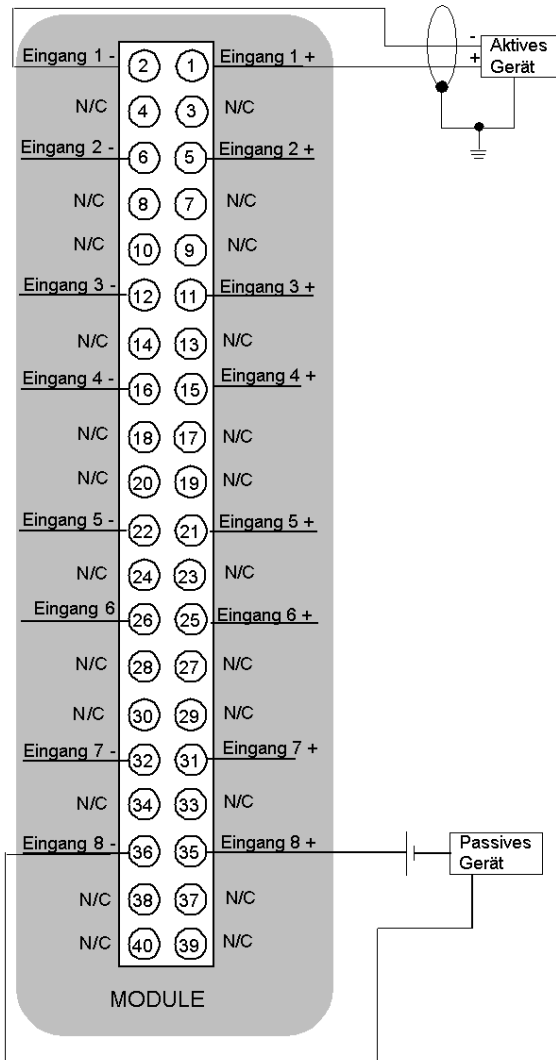 Eingang 1 - 2 1 Eingang 1 +
- Aktives
+ Gerät
N/C 4 3 N/C
Eingang 2 - 6 5 Eingang 2 +
N/C 8 7 N/C
N/C 10 9 N/C
Eingang 3 - 12 11 Eingang 3 +
N/C 14 13 N/C
Eingang 4 - 16 15 Eingang 4 +
N/C 18 17 N/C
N/C 20 19 N/C
Eingang 5 - 22 21 Eingang 5 +
N/C 24 23 N/C
Eingang 6 26 25 Eingang 6 +
N/C 28 27 N/C
N/C 30 29 N/C
Eingang 7 - 32 31 Eingang 7 +
N/C 34 33 N/C
Eingang 8 - 36 35 Eingang 8 +
Passives
Gerät
N/C 38 37 N/C
N/C 40 39 N/C
MODULE